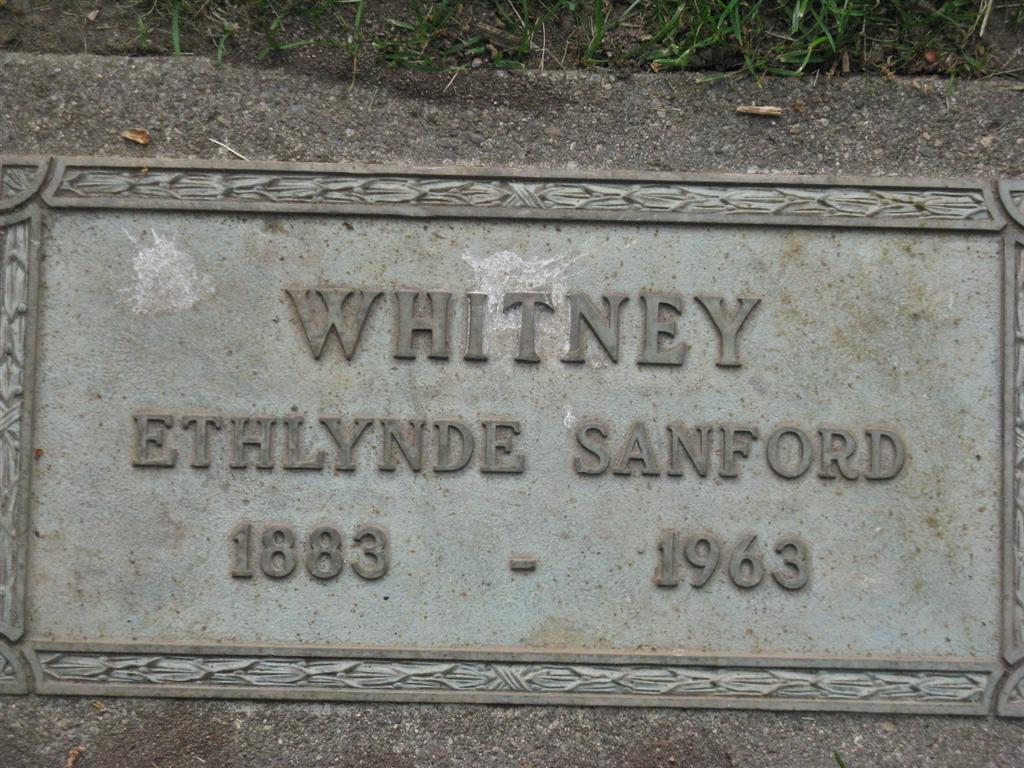 WHITNEY
ETHLYNDE SANFORD
1883 - 1963